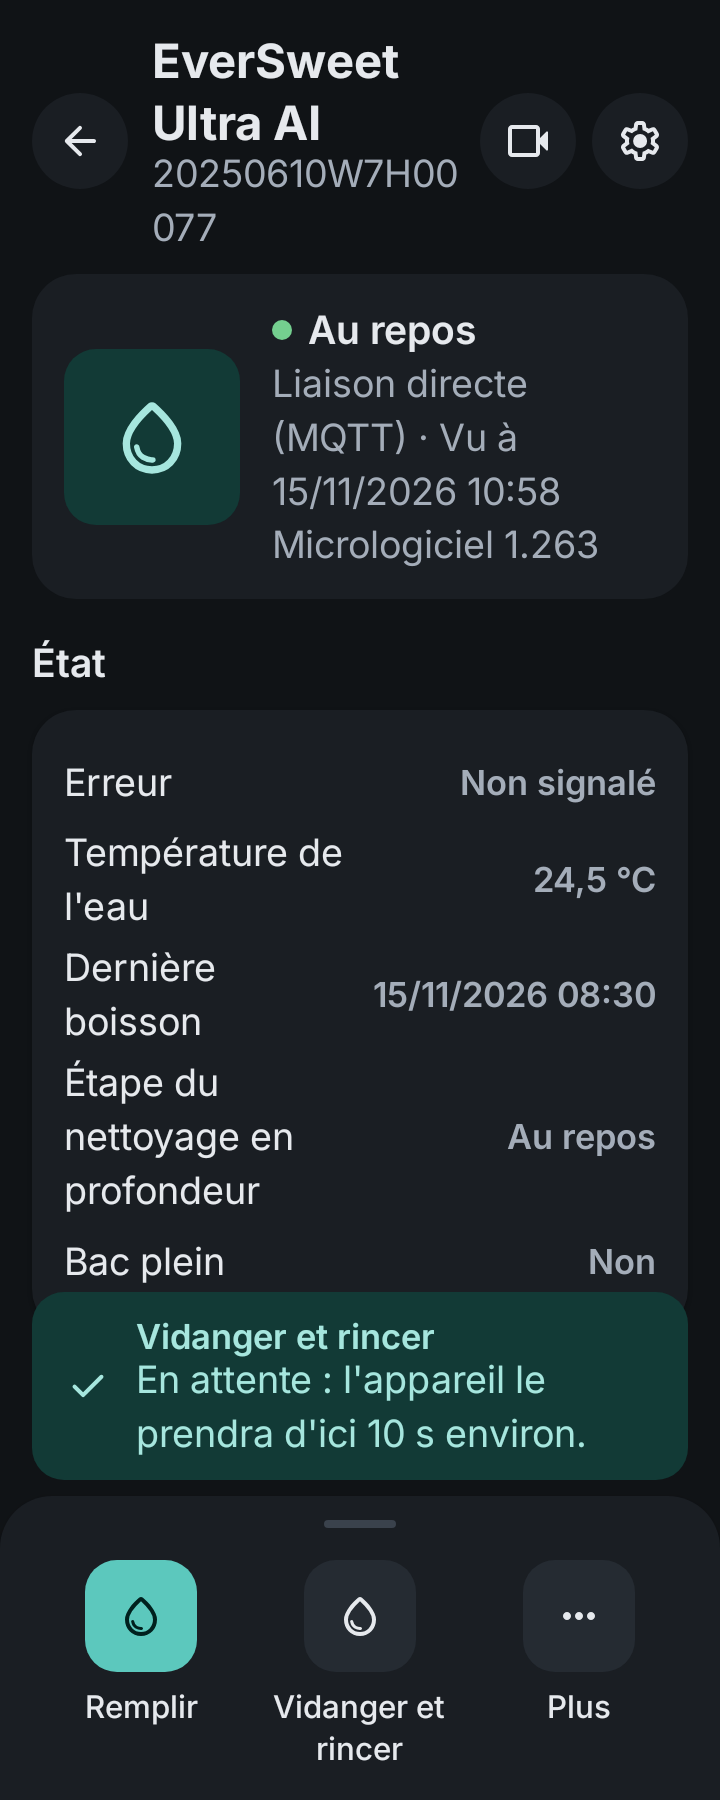 EverSweet
Ultra AI
20250610W7H00
077
Au repos
Liaison directe
(MQTT) · Vu à
15/11/2026 10:58
Micrologiciel 1.263
État
Erreur
Non signalé
Température de
l'eau
24,5 °C
Dernière
boisson
15/11/2026 08:30
Étape du
nettoyage en
profondeur
Au repos
Bac plein
Non
Vidanger et rincer
En attente : l'appareil le
prendra d'ici 10 s environ.
Remplir
Vidanger et
rincer
Plus